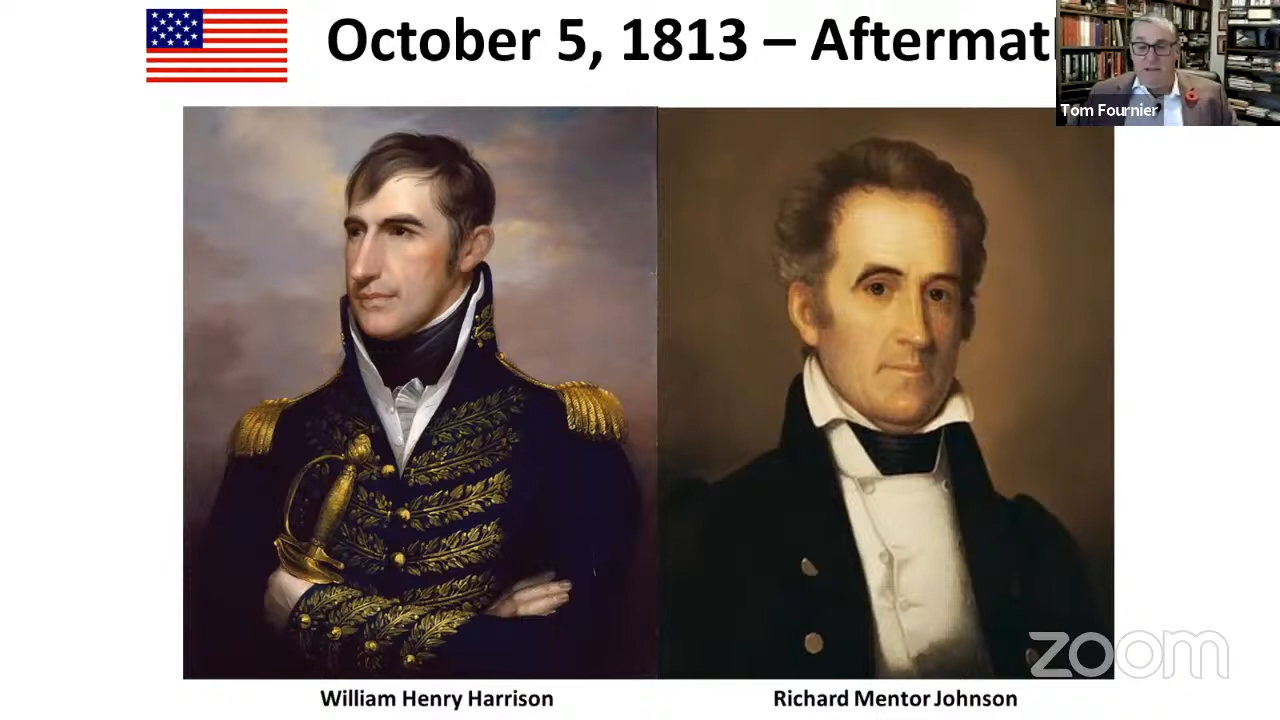 October 5, 1813 – Aftermat
Tom Fournier
William Henry Harrison
Richard Mentor Johnson
zoom